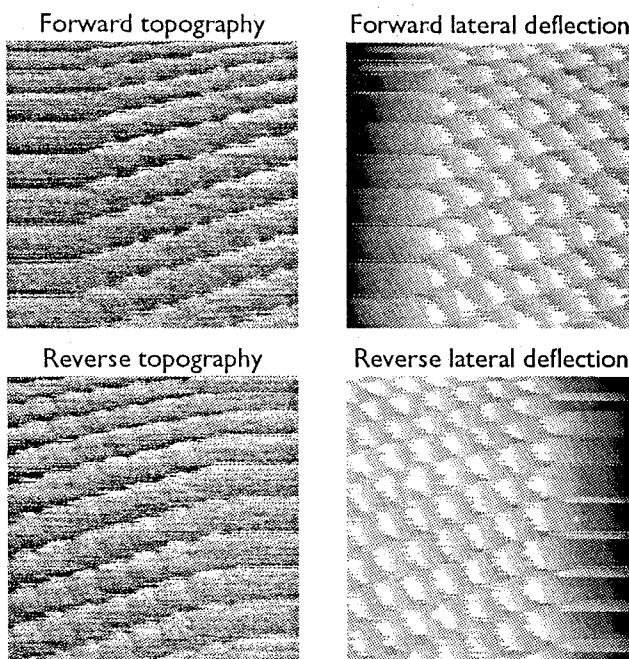 Forward topography
Forward lateral deflection
Reverse topography
Reverse lateral deflection